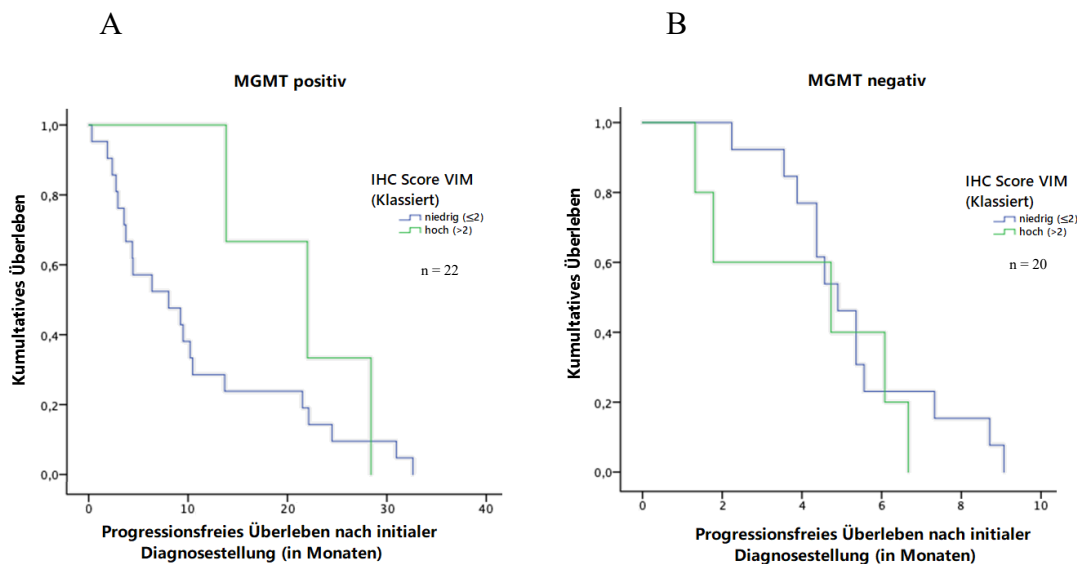 A
MGMT positiv
Kumultatives Überleben
1,0
0,8
0,6
0,4
0,2
0,0
0
10
20
30
40
IHC Score VIM
(Klassiert)
niedrig (≤2)
hoch (>2)
n = 22
Progressionsfreies Überleben nach initialer
Diagnosestellung (in Monaten)
B
MGMT negativ
Kumultatives Überleben
1,0
0,8
0,6
0,4
0,2
0,0
0
2
4
6
8
10
IHC Score VIM
(Klassiert)
niedrig (≤2)
hoch (>2)
n = 20
Progressionsfreies Überleben nach initialer
Diagnosestellung (in Monaten)